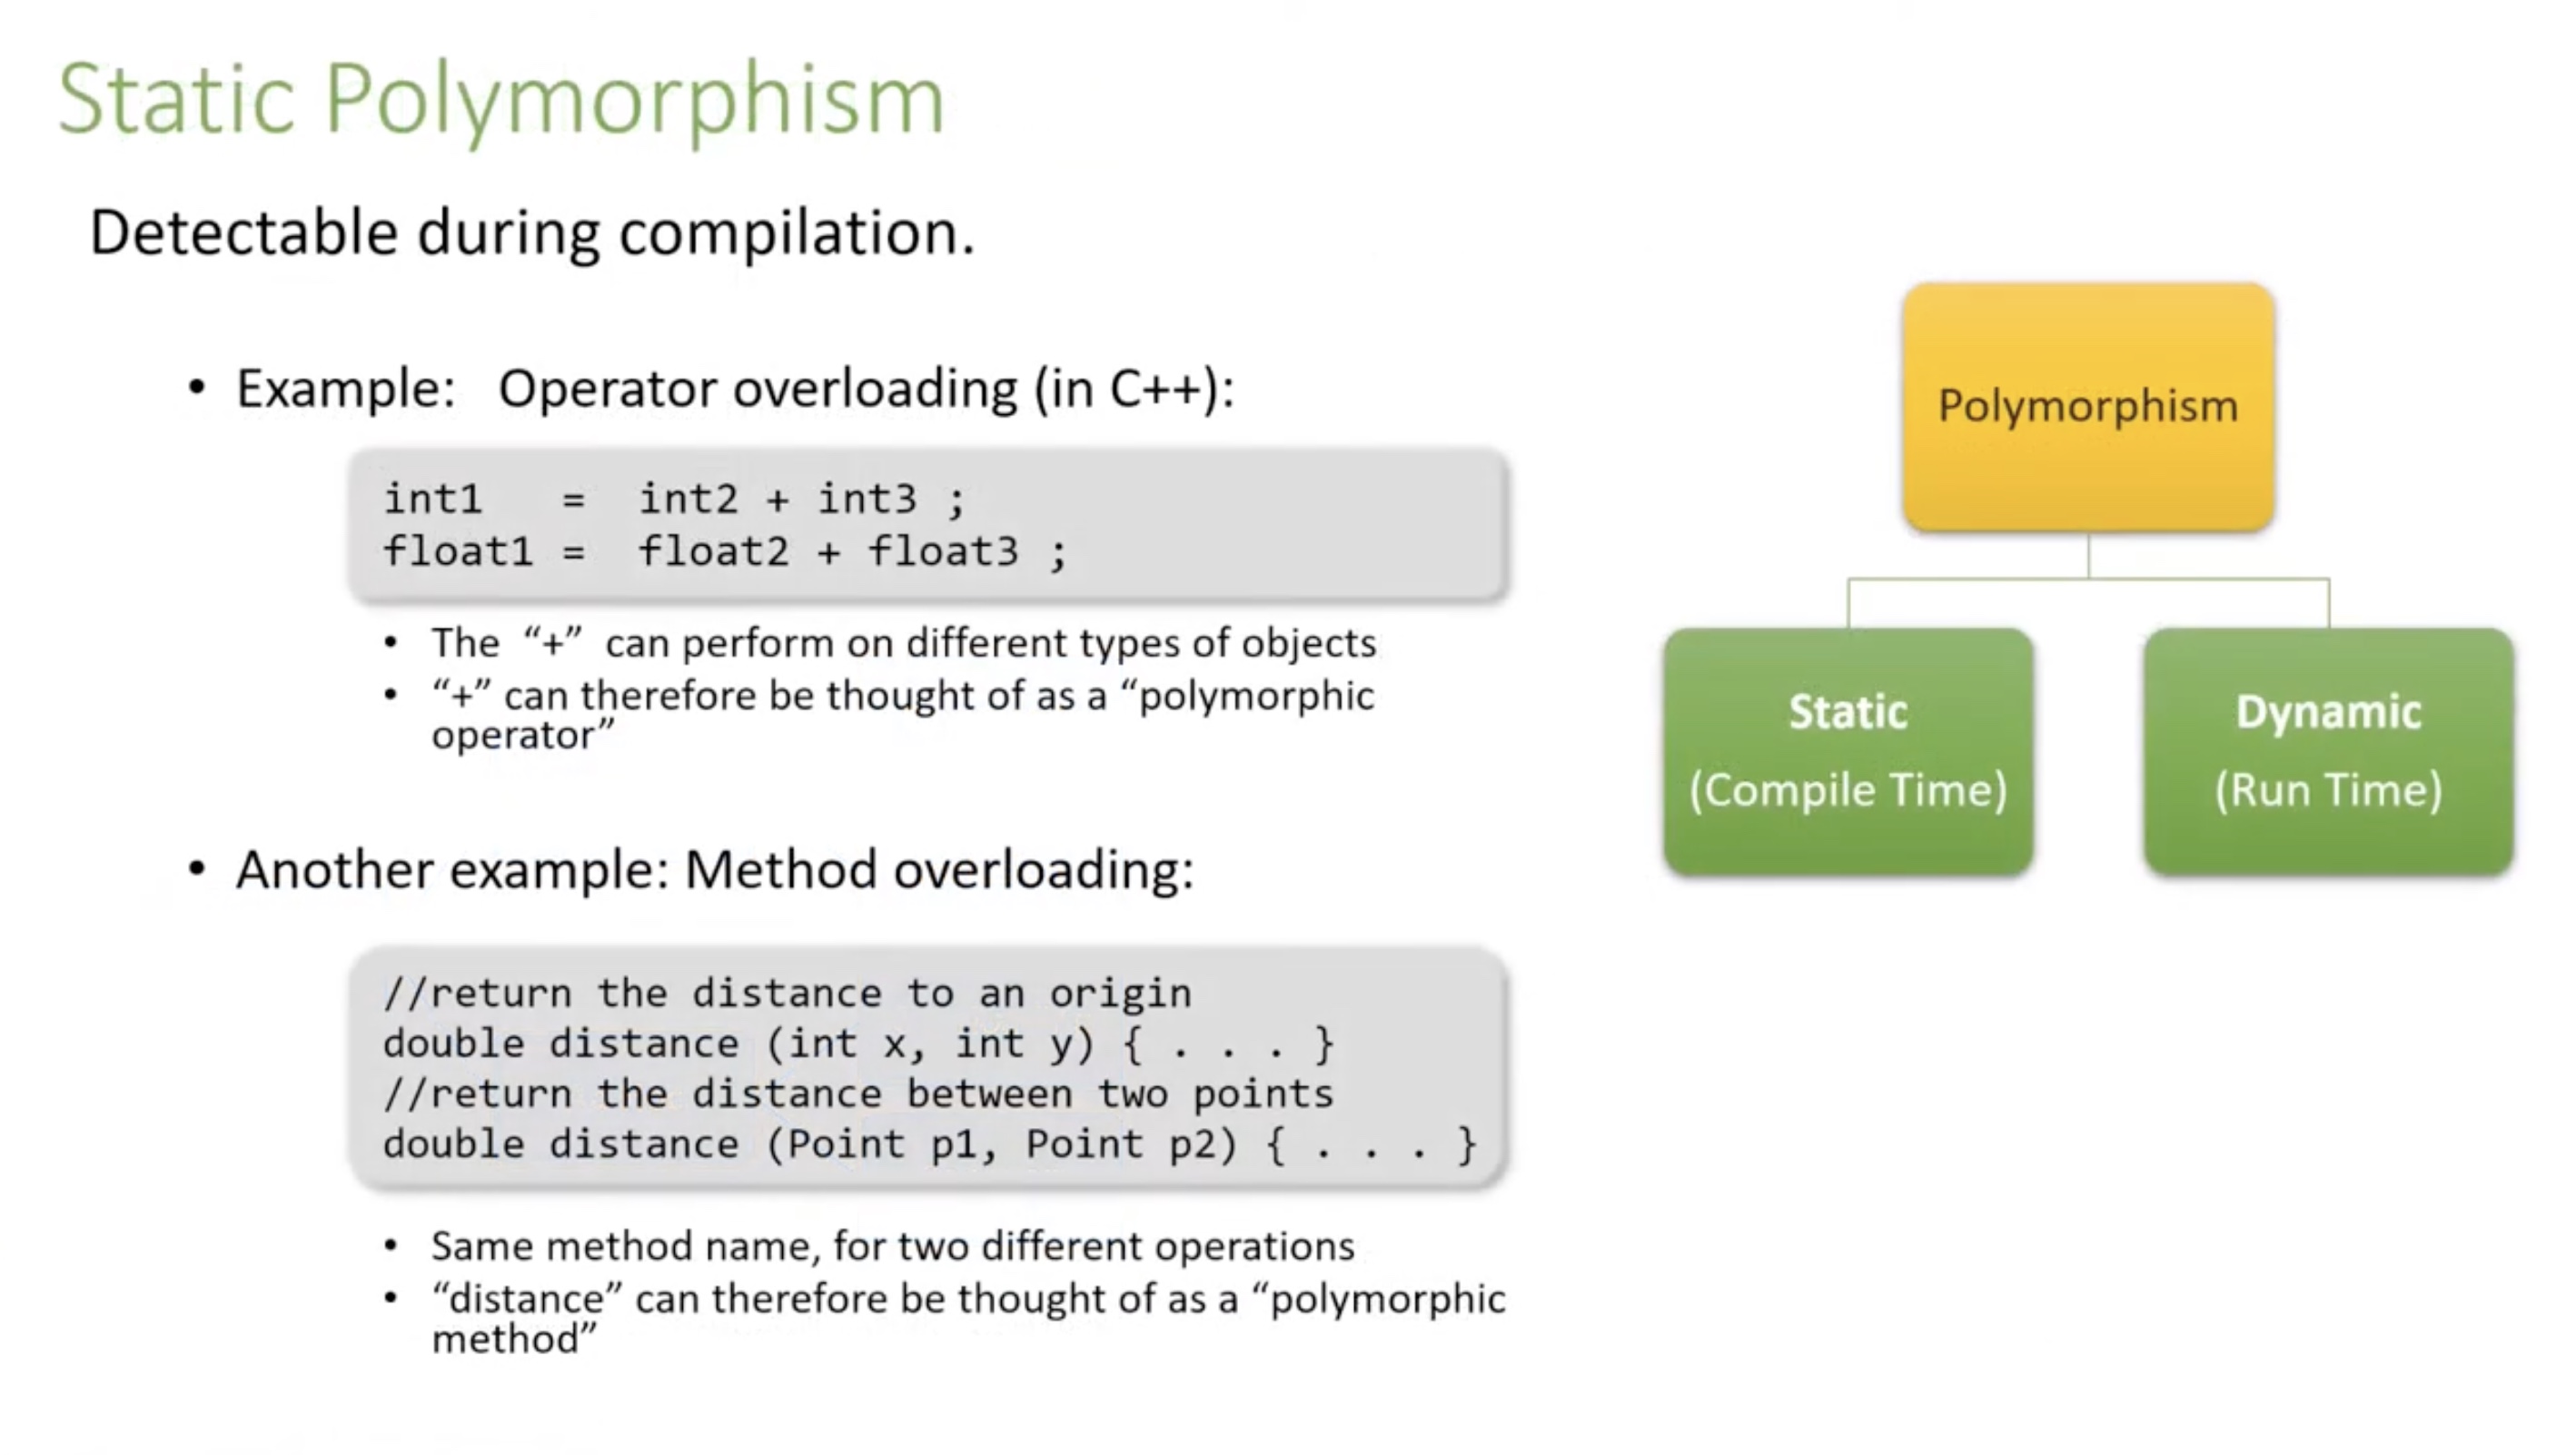 Static Polymorphism
Detectable during compilation.
• Example: Operator overloading (in C++):
int1 = int2 + int3 ;
float1 = float2 + float3 ;
• The “+” can perform on different types of objects
• “+” can therefore be thought of as a “polymorphic
operator”
• Another example: Method overloading:
//return the distance to an origin
double distance (int x, int y) { . . . }
//return the distance between two points
double distance (Point p1, Point p2) { . . . }
• Same method name, for two different operations
• “distance” can therefore be thought of as a “polymorphic
method”
Polymorphism
Static
(Compile Time)
Dynamic
(Run Time)